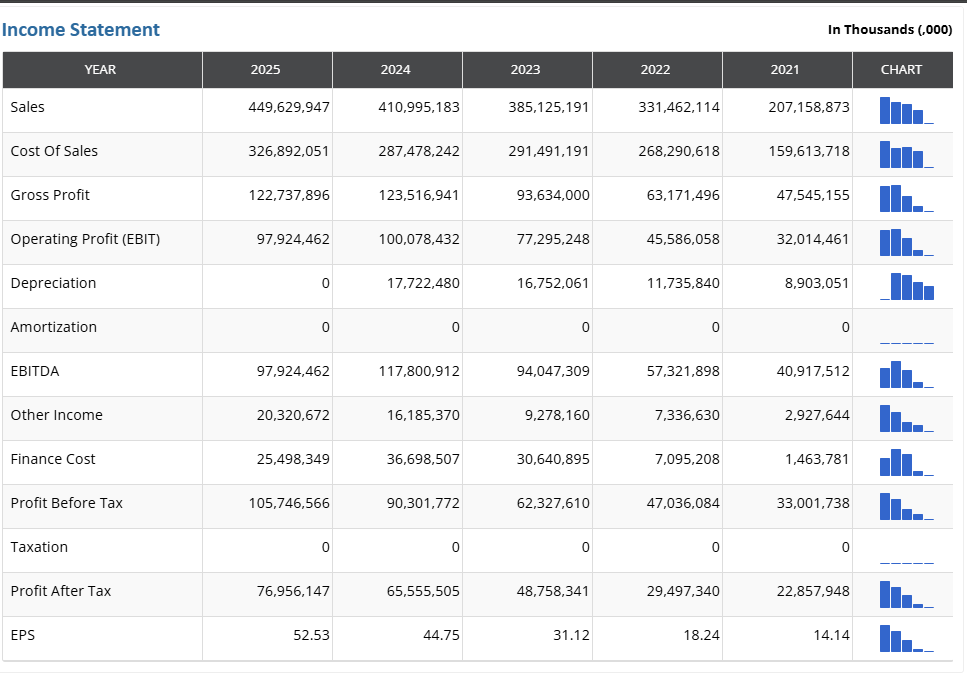 Income Statement In Thousands (,000)
YEAR 2025 2024 2023 2022 2021 CHART
Sales 449,629,947 410,995,183 385,125,191 331,462,114 207,158,873
Cost Of Sales 326,892,051 287,478,242 291,491,191 268,290,618 159,613,718
Gross Profit 122,737,896 123,516,941 93,634,000 63,171,496 47,545,155
Operating Profit (EBIT) 97,924,462 100,078,432 77,295,248 45,586,058 32,014,461
Depreciation 0 17,722,480 16,752,061 11,735,840 8,903,051
Amortization 0 0 0 0 0
EBITDA 97,924,462 117,800,912 94,047,309 57,321,898 40,917,512
Other Income 20,320,672 16,185,370 9,278,160 7,336,630 2,927,644
Finance Cost 25,498,349 36,698,507 30,640,895 7,095,208 1,463,781
Profit Before Tax 105,746,566 90,301,772 62,327,610 47,036,084 33,001,738
Taxation 0 0 0 0 0
Profit After Tax 76,956,147 65,555,505 48,758,341 29,497,340 22,857,948
EPS 52.53 44.75 31.12 18.24 14.14